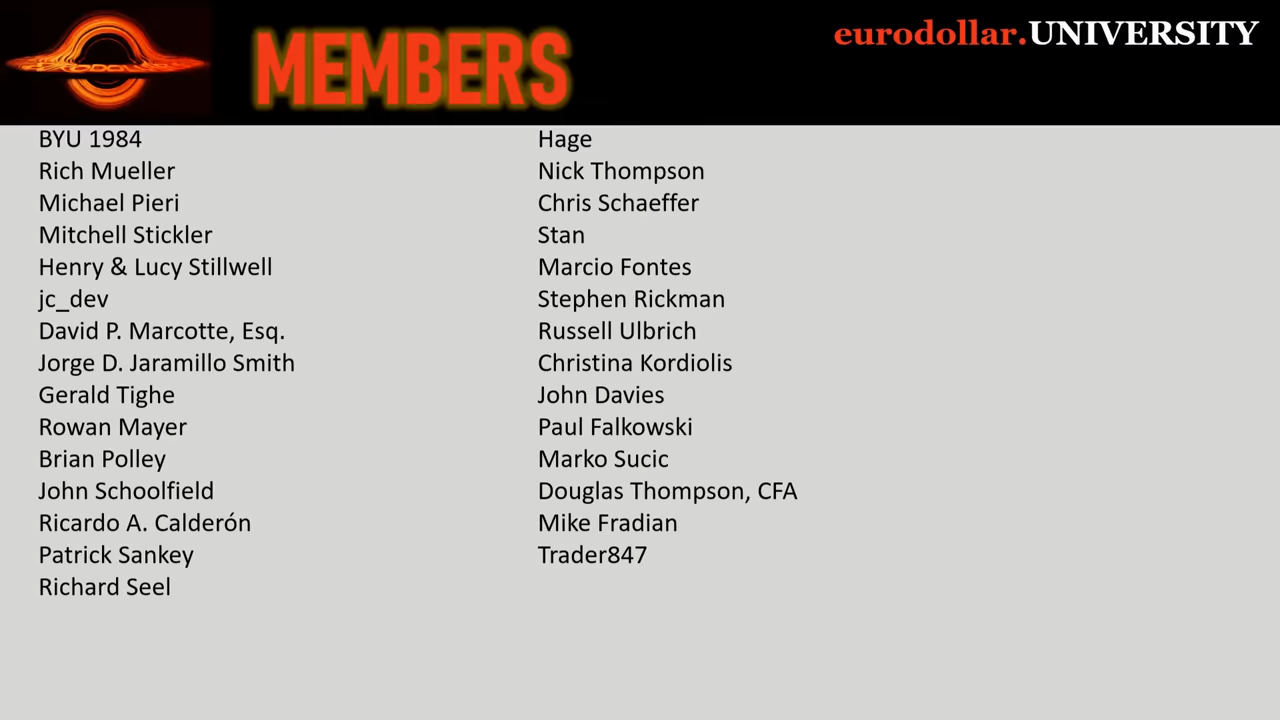 MEMBERS
eurodollar.UNIVERSITY
BYU 1984
Rich Mueller
Michael Pieri
Mitchell Stickler
Henry & Lucy Stillwell
jc_dev
David P. Marcotte, Esq.
Jorge D. Jaramillo Smith
Gerald Tighe
Rowan Mayer
Brian Polley
John Schoolfield
Ricardo A. Calderón
Patrick Sankey
Richard Seel
Hage
Nick Thompson
Chris Schaeffer
Stan
Marcio Fontes
Stephen Rickman
Russell Ulbrich
Christina Kordiolis
John Davies
Paul Falkowski
Marko Sucic
Douglas Thompson, CFA
Mike Fradian
Trader847